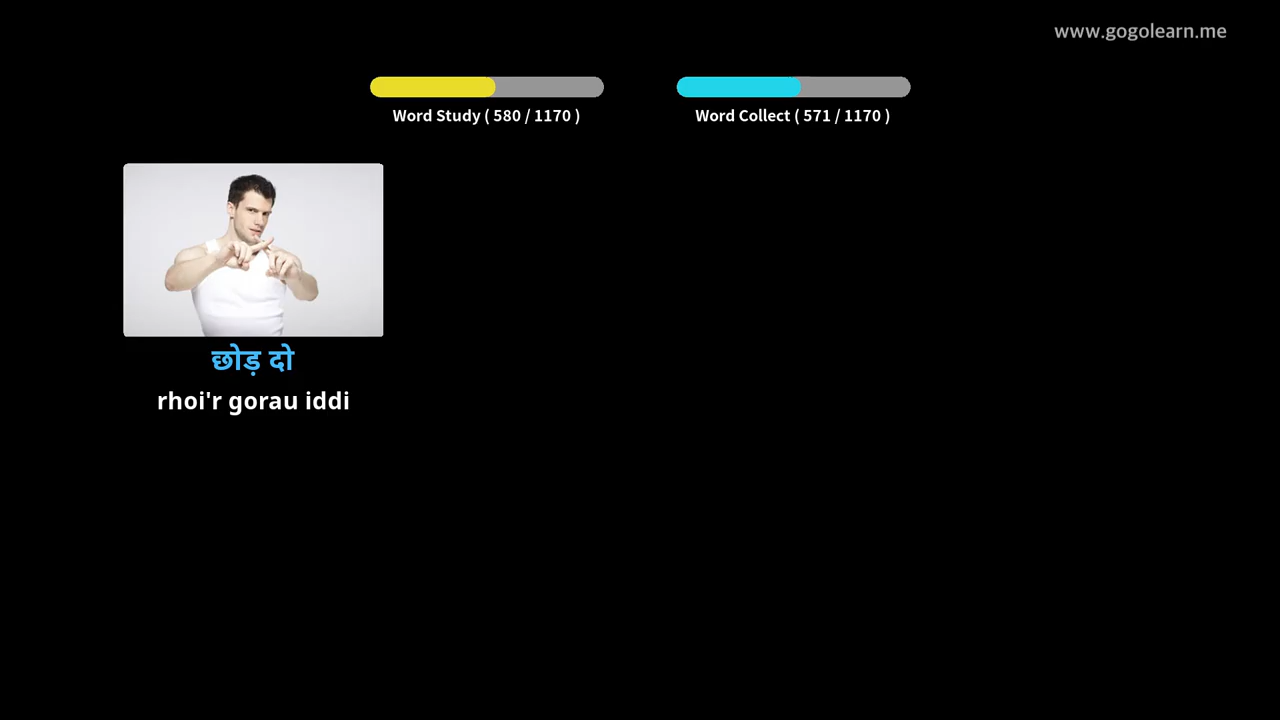 www.gogolearn.me
Word Study ( 580 / 1170 )
Word Collect ( 571 / 1170 )
छोड़ दो
rhoi'r gorau iddi